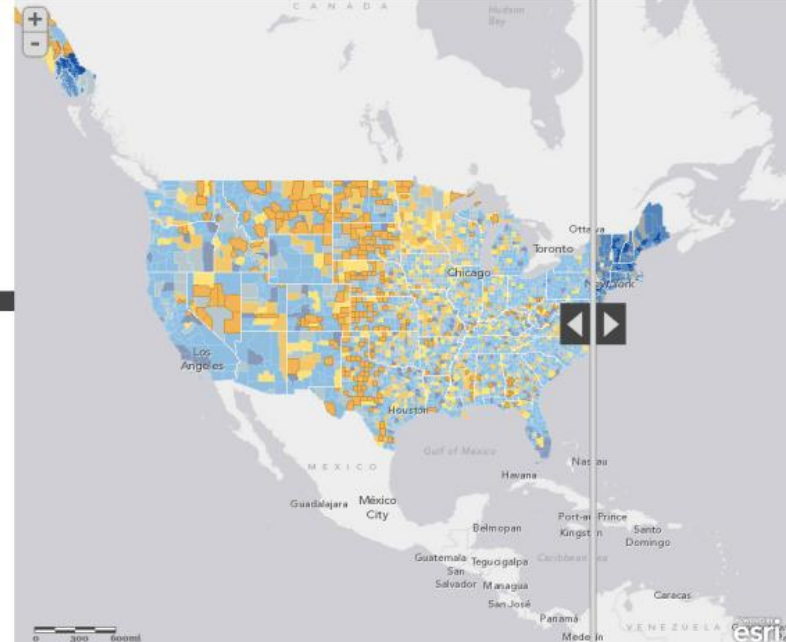 CANADA
Hudson
Bay
+
-
Ottawa
Toronto
Chicago
New York
Los
Angeles
Houston
Gulf of Mexico
MEXICO
Nassau
Havana
Guadalajara
México
City
Port-au-Prince
Belmopan
Kingston
Santo
Domingo
Guatemala
Tegucigalpa
Caribbean Sea
San
Salvador
Managua
San José
Caracas
Panamá
VENEZUELA
0 300 600mi
Medellín
POWERED BY
esri